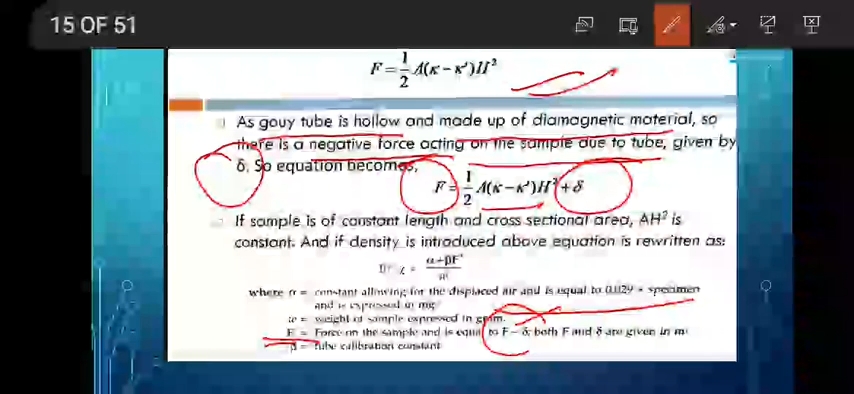 15 OF 51
F = 1/2 A(κ − κ')H²
As gouy tube is hollow and made up of diamagnetic material, so
there is a negative force acting on the sample due to tube, given by
δ. So equation becomes,
F = 1/2 A(κ − κ')H² + δ
If sample is of constant length and cross sectional area, AH² is
constant. And if density is introduced above equation is rewritten as:
χ = α+βF'
where α = constant allowing for the displaced air and is equal to 0.029 × specimen
and is expressed in mg
w = weight of sample expressed in gram.
F = Force on the sample and is equal to F − δ; both F and δ are given in
β = tube calibration constant